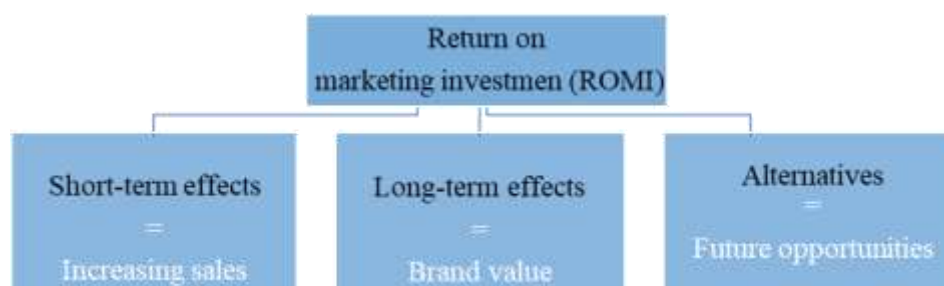 Return on
marketing investmen (ROMI)
Short-term effects
=
Increasing sales
Long-term effects
=
Brand value
Alternatives
=
Future opportunities